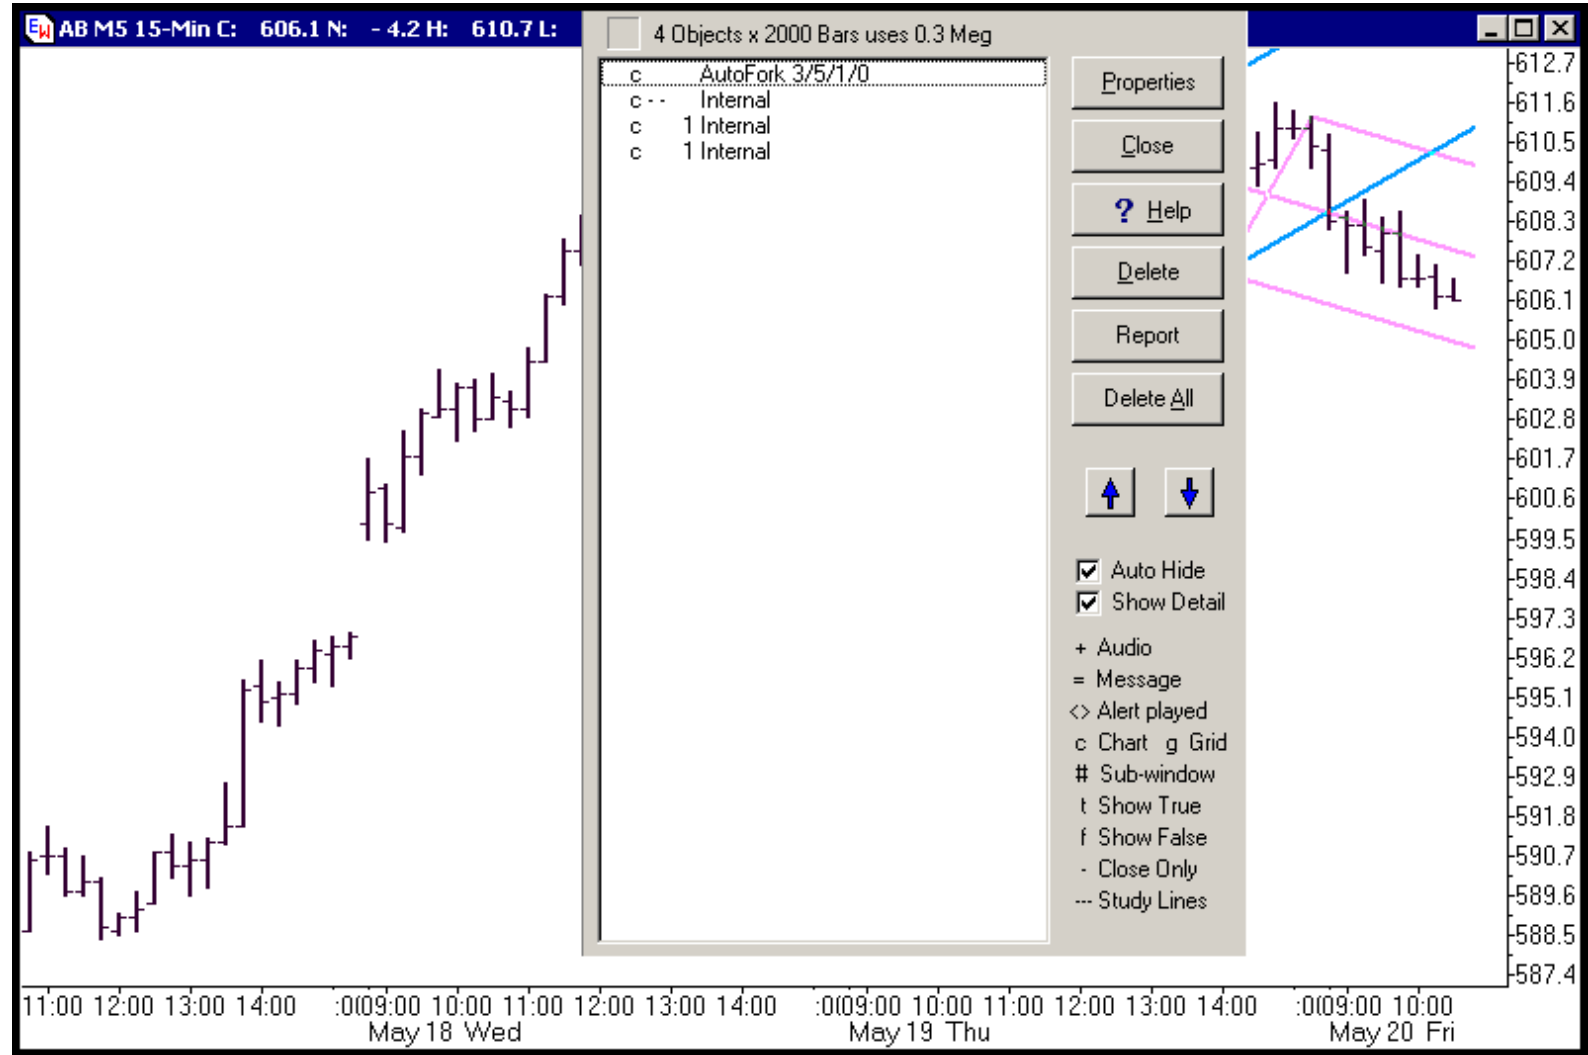 EW AB M5 15-Min C: 606.1 N: - 4.2 H: 610.7 L:
4 Objects x 2000 Bars uses 0.3 Meg
c AutoFork 3/5/1/0
c - - Internal
c 1 Internal
c 1 Internal
Properties
Close
? Help
Delete
Report
Delete All
Auto Hide
Show Detail
+ Audio
= Message
<> Alert played
c Chart g Grid
# Sub-window
t Show True
f Show False
- Close Only
--- Study Lines
612.7
611.6
610.5
609.4
608.3
607.2
606.1
605.0
603.9
602.8
601.7
600.6
599.5
598.4
597.3
596.2
595.1
594.0
592.9
591.8
590.7
589.6
588.5
587.4
11:00 12:00 13:00 14:00 :0(09:00 10:00 11:00 12:00 13:00 14:00 :0(09:00 10:00 11:00 12:00 13:00 14:00 :0(09:00 10:00
May 18 Wed May 19 Thu May 20 Fri